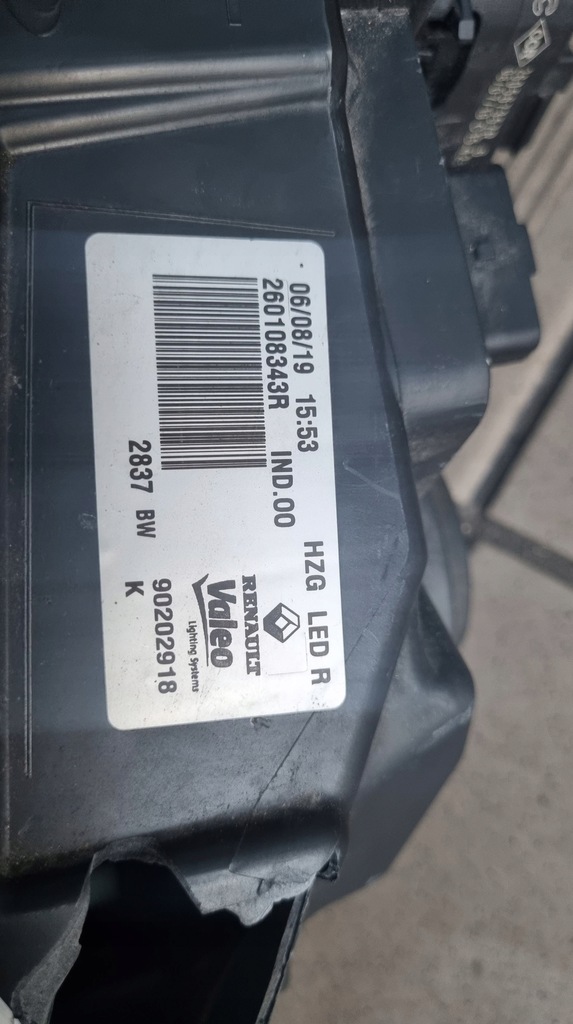 06/08/19 15:53 HZG LED R
260108343R IND.00
RENAULT
Valeo
Lighting Systems
2837 BW 90202918
K